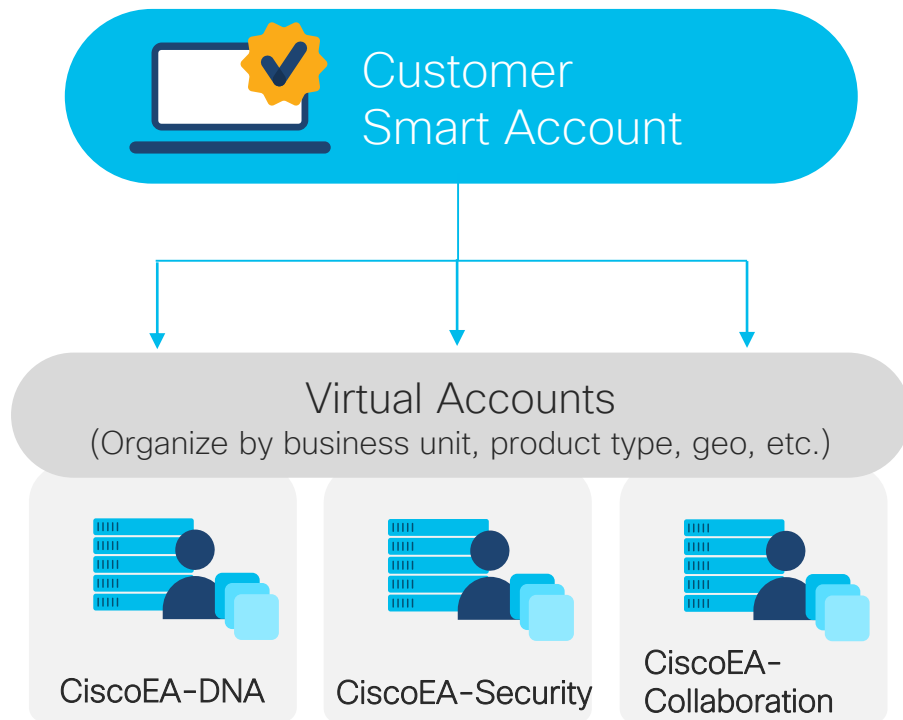 Customer
Smart Account
Virtual Accounts
(Organize by business unit, product type, geo, etc.)
CiscoEA-DNA
CiscoEA-Security
CiscoEA-
Collaboration